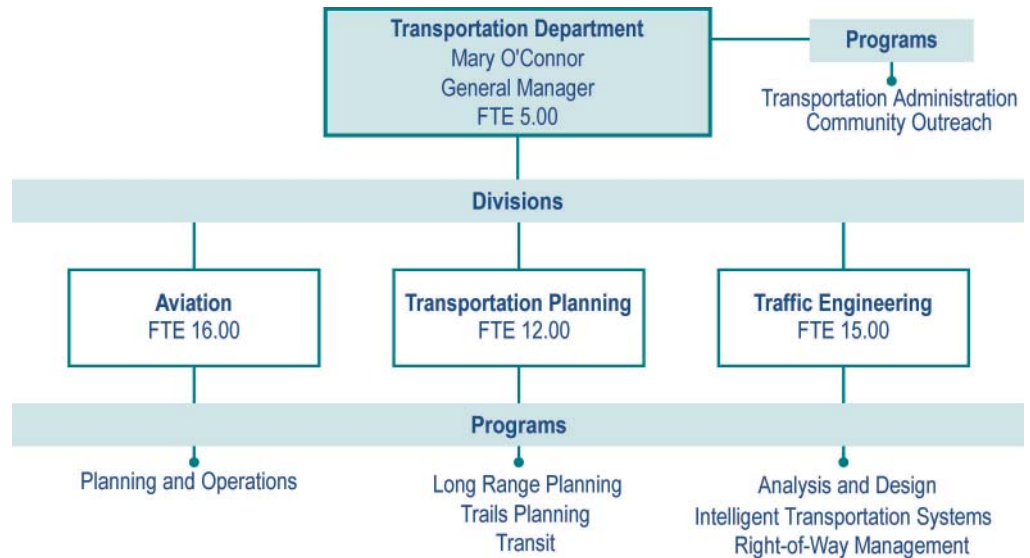 Transportation Department
Mary O'Connor
General Manager
FTE 5.00
Programs
Transportation Administration
Community Outreach
Divisions
Aviation
FTE 16.00
Transportation Planning
FTE 12.00
Traffic Engineering
FTE 15.00
Programs
Planning and Operations
Long Range Planning
Trails Planning
Transit
Analysis and Design
Intelligent Transportation Systems
Right-of-Way Management